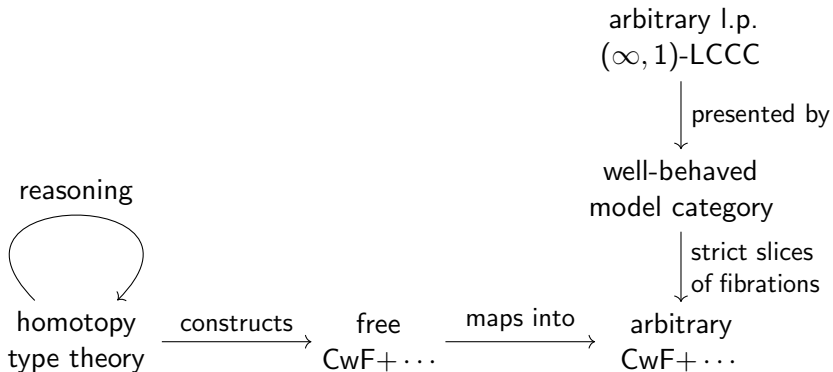 arbitrary l.p.
(∞, 1)-LCCC
presented by
well-behaved
model category
reasoning
strict slices
of fibrations
homotopy
type theory
constructs
free
CwF+ ···
maps into
arbitrary
CwF+ ···